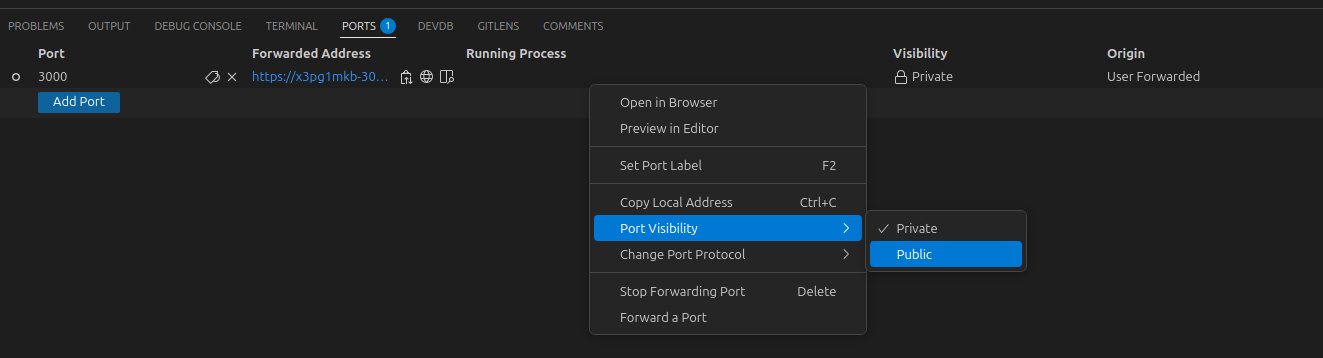 PROBLEMS OUTPUT DEBUG CONSOLE TERMINAL PORTS 1 DEVDB GITLENS COMMENTS
Port Forwarded Address Running Process Visibility Origin
3000 https://x3pg1mkb-30... Private User Forwarded
Add Port
Open in Browser
Preview in Editor
Set Port Label F2
Copy Local Address Ctrl+C
Port Visibility Private
Public
Change Port Protocol
Stop Forwarding Port Delete
Forward a Port